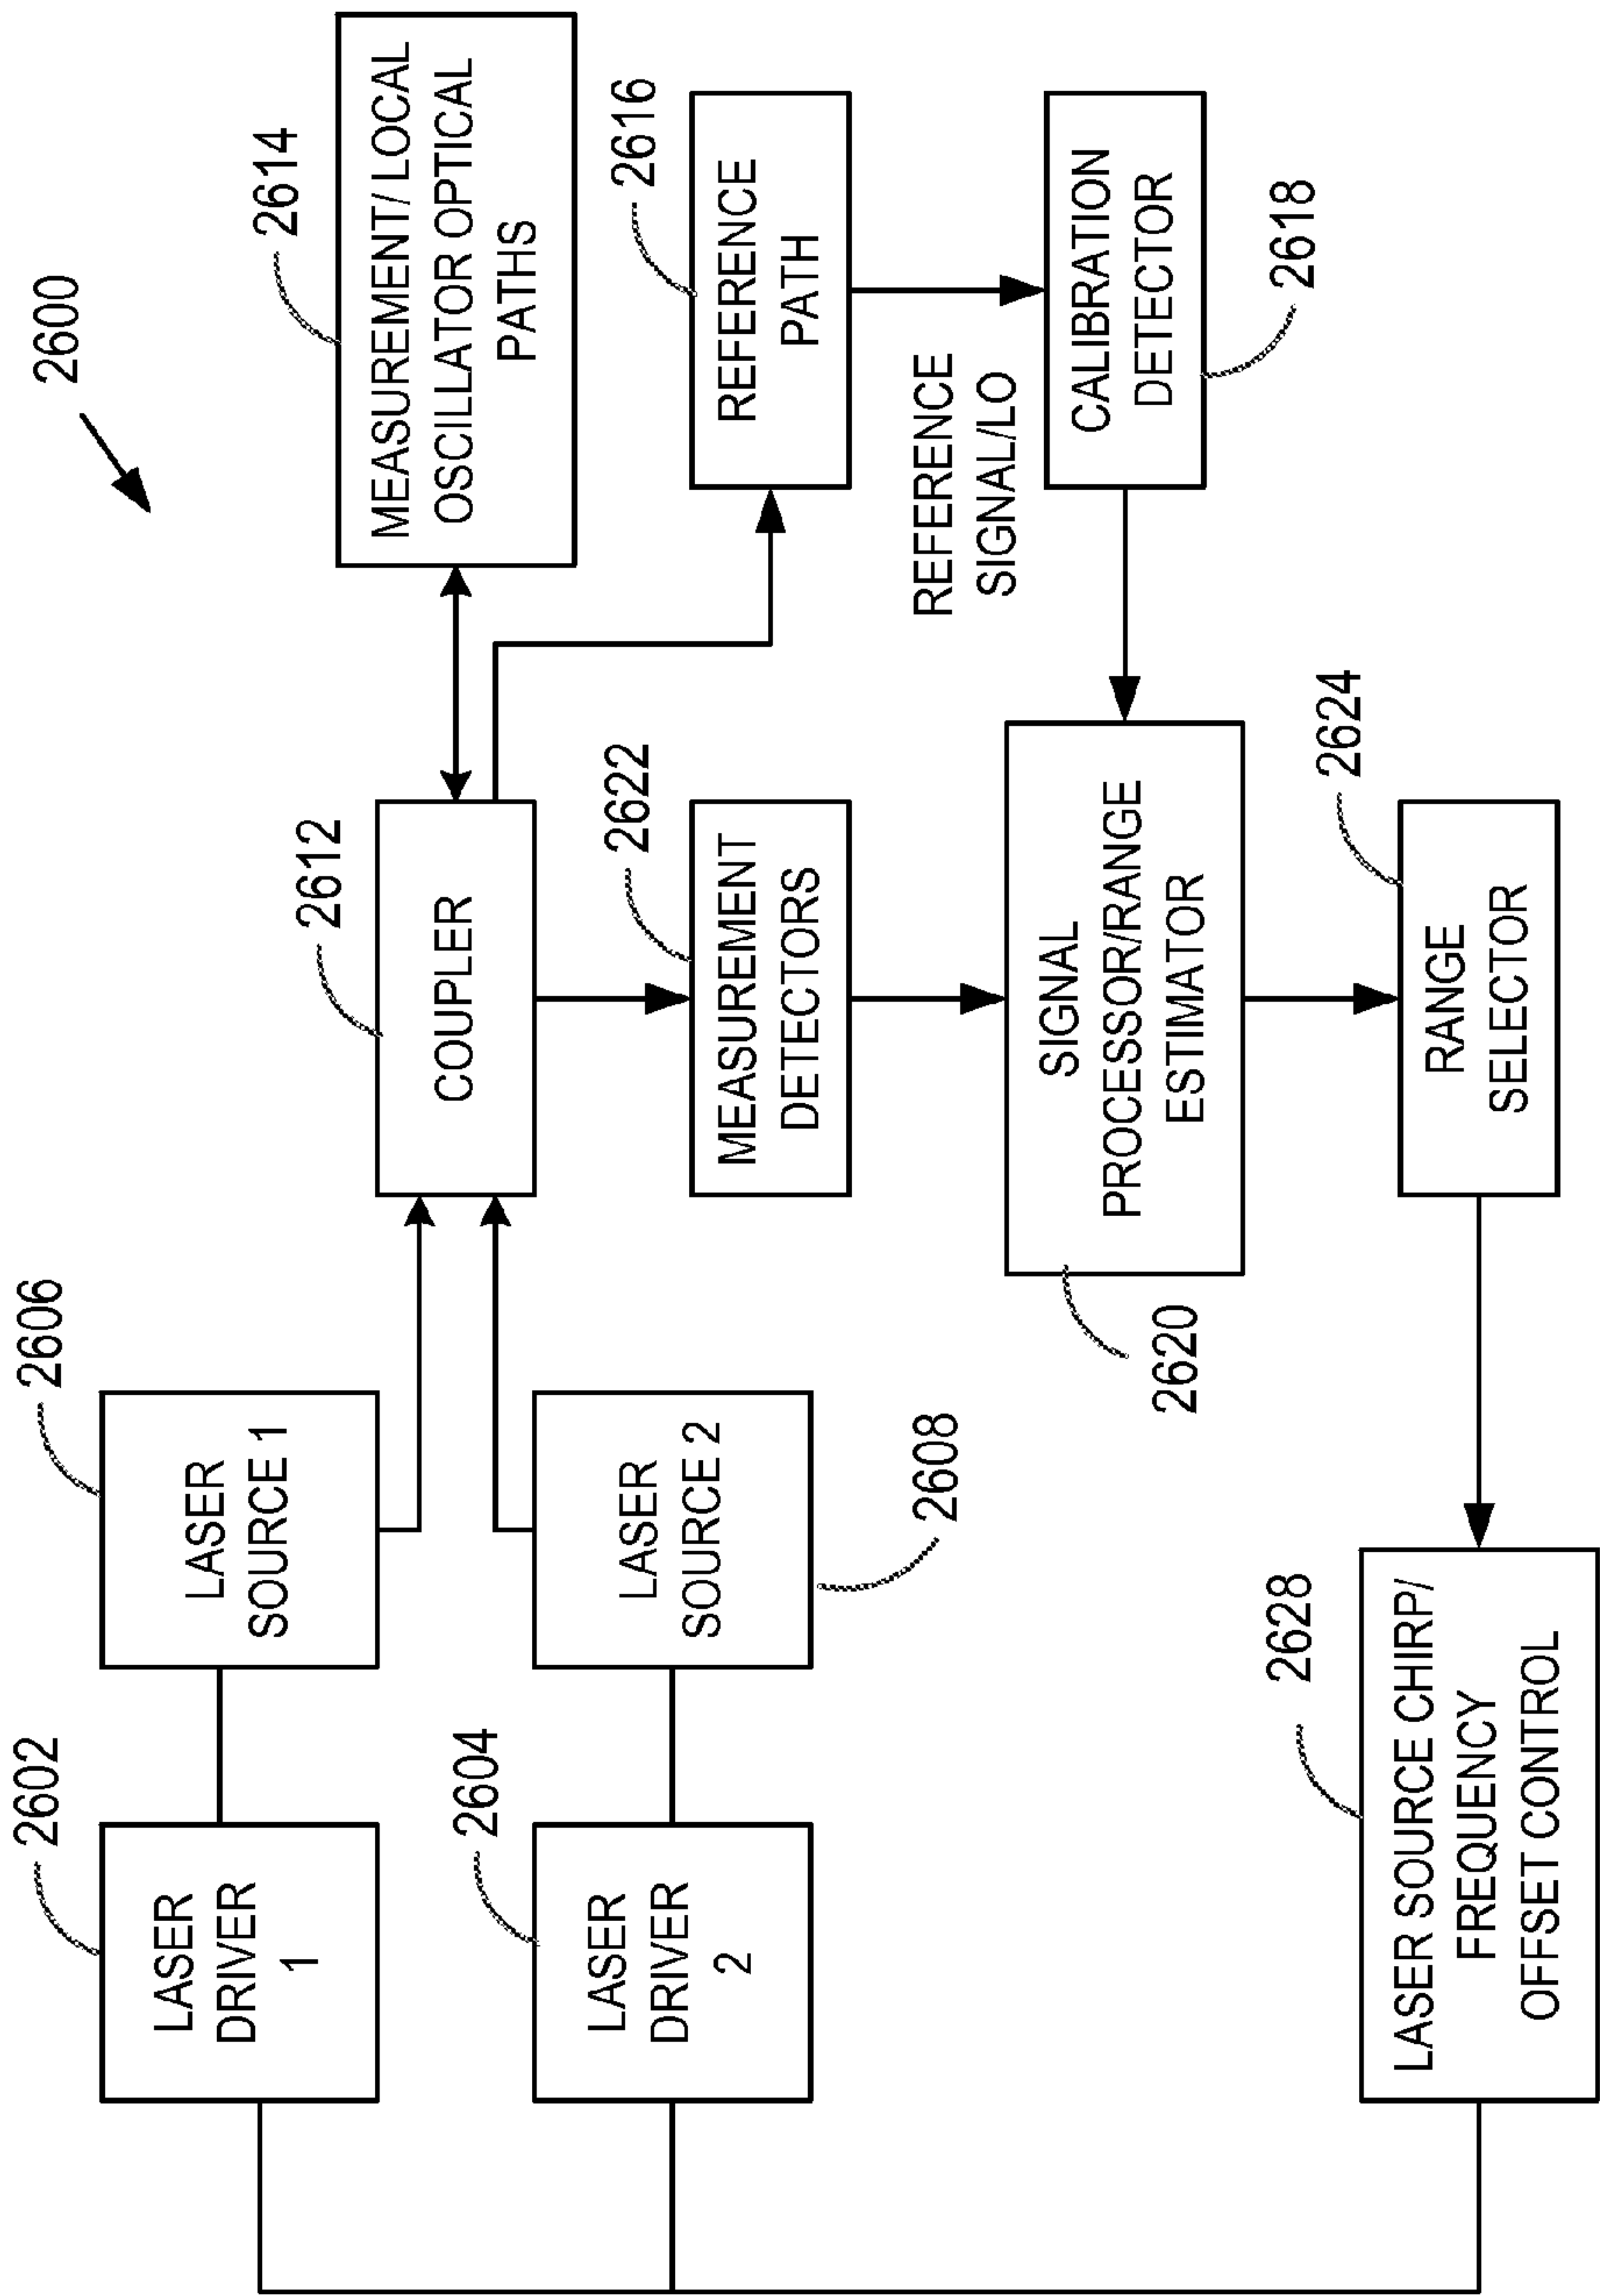 2600
2602
LASER
DRIVER
1
2606
LASER
SOURCE 1
2604
LASER
DRIVER
2
LASER
SOURCE 2
2608
2612
COUPLER
2614
MEASUREMENT/ LOCAL
OSCILLATOR OPTICAL
PATHS
2616
REFERENCE
PATH
2622
MEASUREMENT
DETECTORS
REFERENCE
SIGNAL/LO
CALIBRATION
DETECTOR
2618
SIGNAL
PROCESSOR/RANGE
ESTIMATOR
2620
2624
RANGE
SELECTOR
2628
LASER SOURCE CHIRP/
FREQUENCY
OFFSET CONTROL